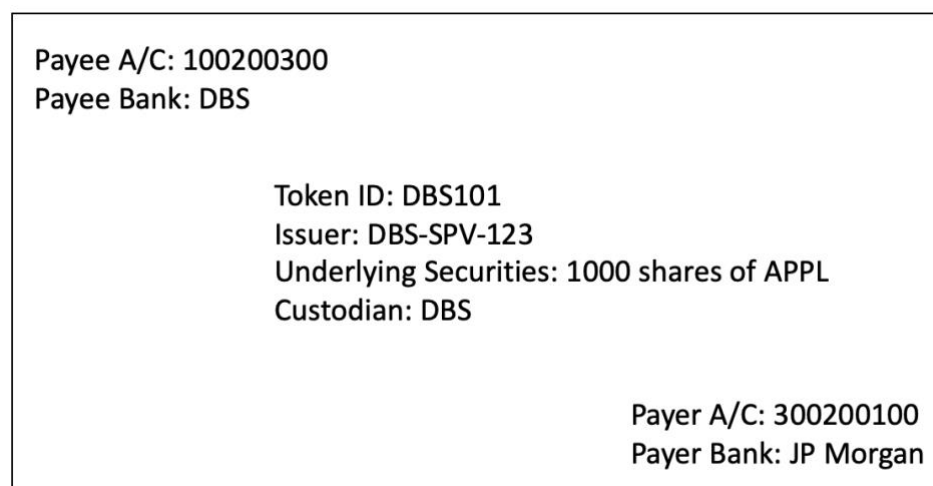 Payee A/C: 100200300
Payee Bank: DBS
Token ID: DBS101
Issuer: DBS-SPV-123
Underlying Securities: 1000 shares of APPL
Custodian: DBS
Payer A/C: 300200100
Payer Bank: JP Morgan